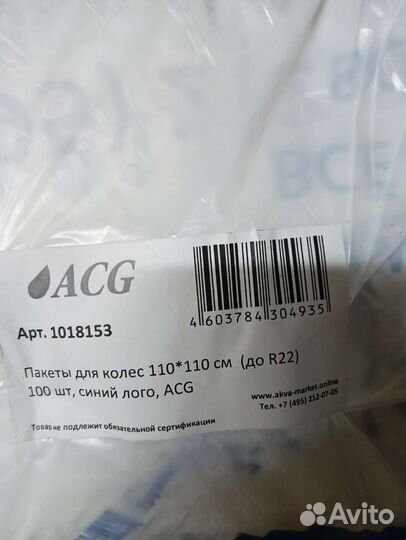 ACG
Арт. 1018153
4 603784 304935
Пакеты для колес 110*110 см (до R22)
100 шт, синий лого, ACG
www.akva-market.online
Тел. +7 (495) 212-07-05
Товар не подлежит обязательной сертификации
Avito